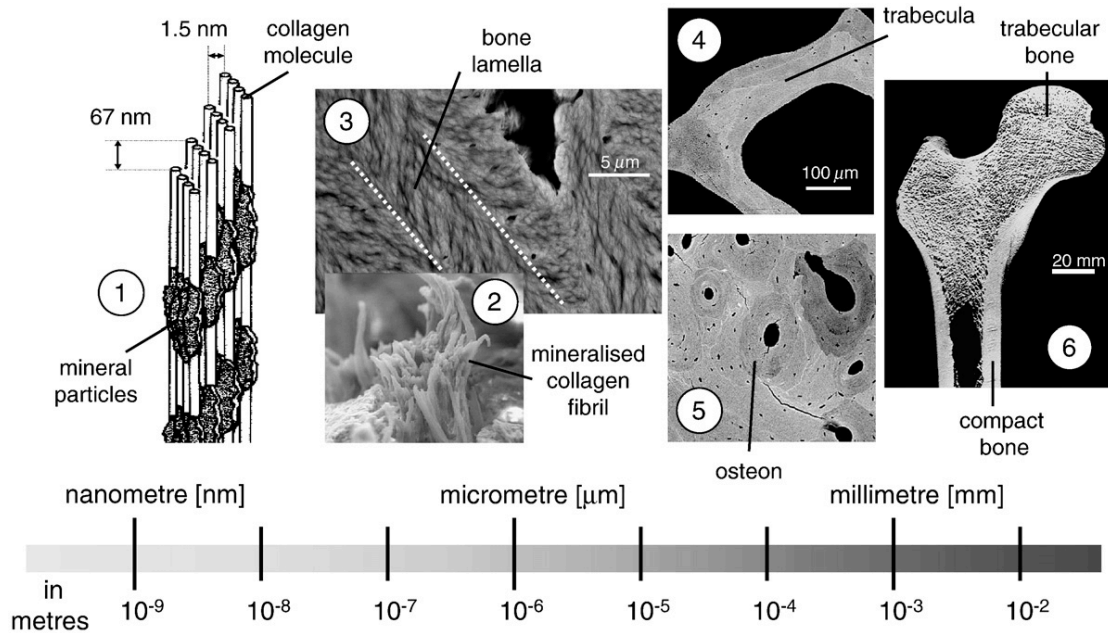 1.5 nm
collagen
molecule
67 nm
1
mineral
particles
bone
lamella
3
5 μm
2
mineralised
collagen
fibril
4
trabecula
100 μm
5
osteon
trabecular
bone
20 mm
6
compact
bone
nanometre [nm]
micrometre [μm]
millimetre [mm]
in
metres
10⁻⁹
10⁻⁸
10⁻⁷
10⁻⁶
10⁻⁵
10⁻⁴
10⁻³
10⁻²